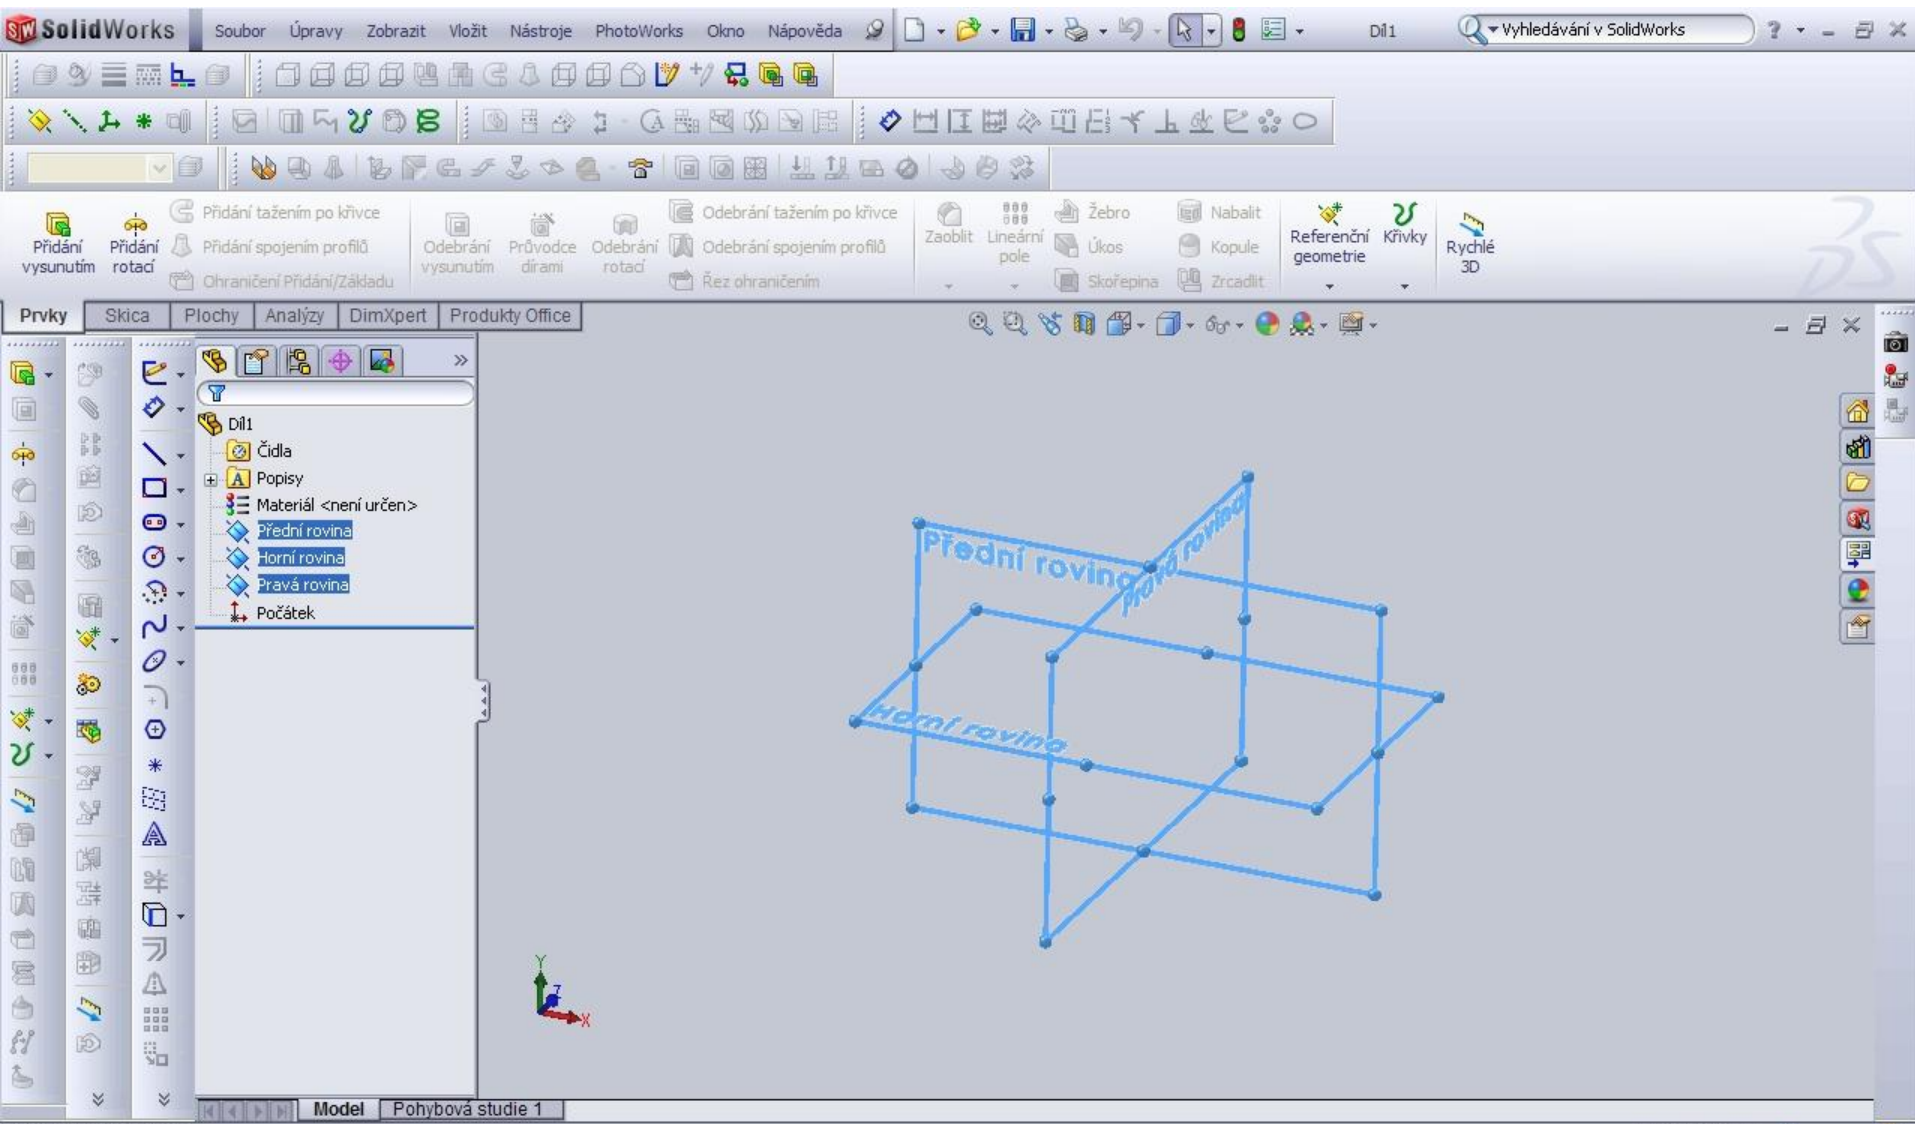 SolidWorks Soubor Úpravy Zobrazit Vložit Nástroje PhotoWorks Okno Nápověda Díl1 Vyhledávání v SolidWorks ?
Přidání vysunutím
Přidání rotací
Přidání tažením po křivce
Přidání spojením profilů
Ohraničení Přidání/Základu
Odebrání vysunutím
Průvodce dírami
Odebrání rotací
Odebrání tažením po křivce
Odebrání spojením profilů
Řez ohraničením
Zaoblit
Lineární pole
Žebro
Úkos
Skořepina
Nabalit
Kopule
Zrcadlit
Referenční geometrie
Křivky
Rychlé 3D
Prvky Skica Plochy Analýzy DimXpert Produkty Office
Díl1
Čidla
Popisy
Materiál <není určen>
Přední rovina
Horní rovina
Pravá rovina
Počátek
Přední rovina
Pravá rovina
Horní rovina
Y
Z
X
Model Pohybová studie 1